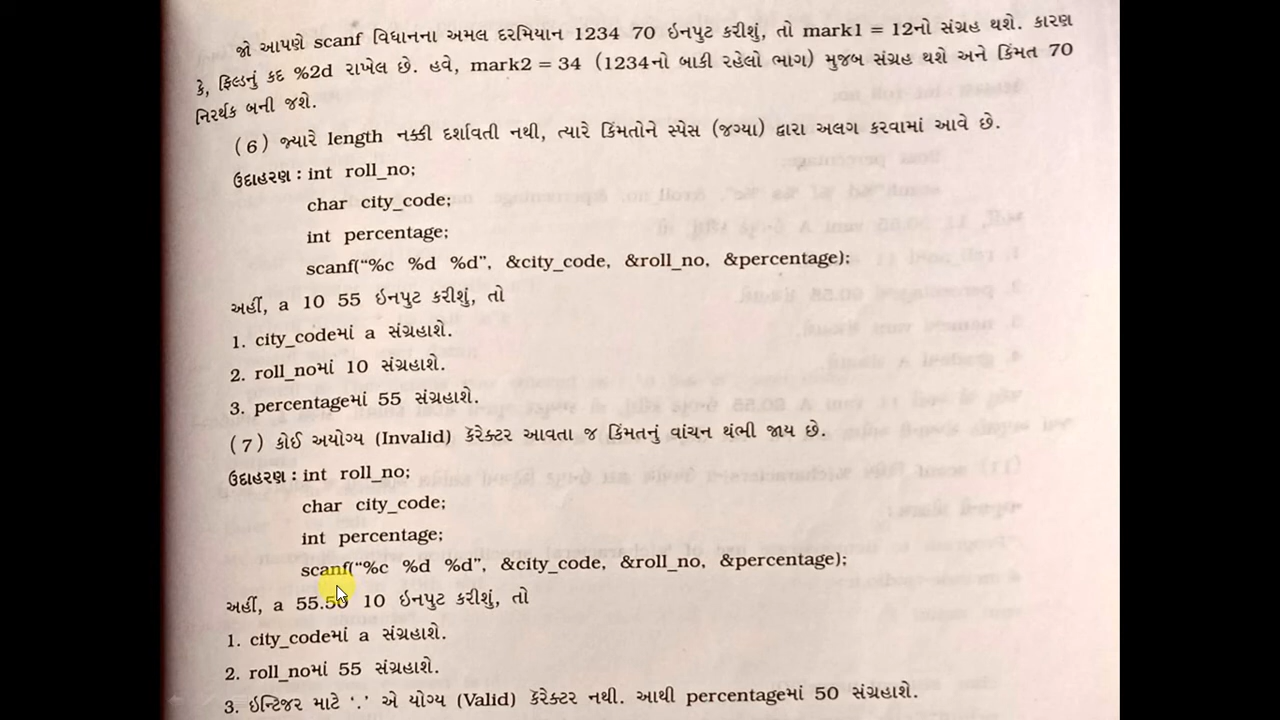 જો આપણે scanf વિધાનના અમલ દરમિયાન 1234 70 ઇનપુટ કરીશું, તો mark1 = 12નો સંગ્રહ થશે. કારણ
કે, ફિલ્ડનું કદ %2d રાખેલ છે. હવે, mark2 = 34 (1234નો બાકી રહેલો ભાગ) મુજબ સંગ્રહ થશે અને કિંમત 70
નિરર્થક બની જશે.
(6) જ્યારે length નક્કી દર્શાવતી નથી, ત્યારે કિંમતોને સ્પેસ (જગ્યા) દ્વારા અલગ કરવામાં આવે છે.
ઉદાહરણ : int roll_no;
char city_code;
int percentage;
scanf(“%c %d %d”, &city_code, &roll_no, &percentage);
અહીં, a 10 55 ઇનપુટ કરીશું, તો
1. city_codeમાં a સંગ્રહાશે.
2. roll_noમાં 10 સંગ્રહાશે.
3. percentageમાં 55 સંગ્રહાશે.
(7) કોઈ અયોગ્ય (Invalid) કૅરેક્ટર આવતા જ કિંમતનું વાંચન થંભી જાય છે.
ઉદાહરણ : int roll_no;
char city_code;
int percentage;
scanf(“%c %d %d”, &city_code, &roll_no, &percentage);
અહીં, a 55.50 10 ઇનપુટ કરીશું, તો
1. city_codeમાં a સંગ્રહાશે.
2. roll_noમાં 55 સંગ્રહાશે.
3. ઇન્ટિજર માટે ‘.’ એ યોગ્ય (Valid) કૅરેક્ટર નથી. આથી percentageમાં 50 સંગ્રહાશે.